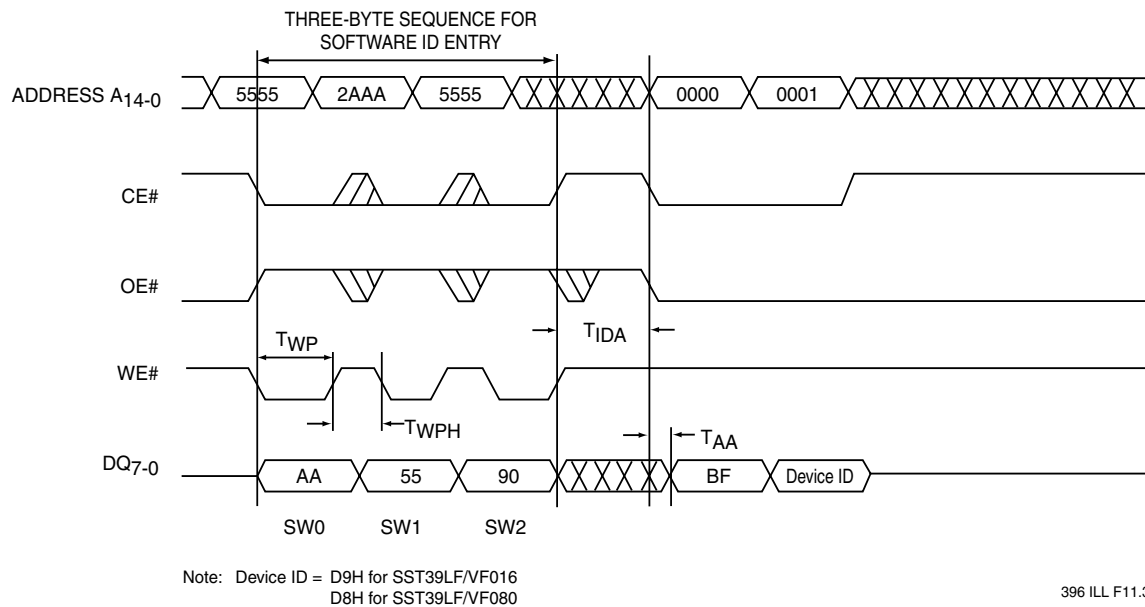 THREE-BYTE SEQUENCE FOR
SOFTWARE ID ENTRY
ADDRESS A14-0
5555 2AAA 5555 0000 0001
CE#
OE#
TWP
TIDA
WE#
TWPH
TAA
DQ7-0
AA 55 90 BF Device ID
SW0 SW1 SW2
Note: Device ID = D9H for SST39LF/VF016
D8H for SST39LF/VF080
396 ILL F11.3